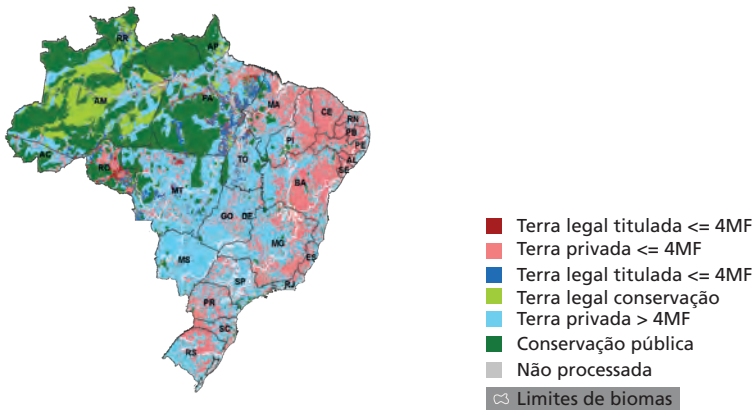 RR
AP
AM
PA
MA
CE
RN
PB
PE
AL
SE
PI
AC
RO
TO
BA
MT
GO
DF
MG
ES
MS
SP
RJ
PR
SC
RS
Terra legal titulada <= 4MF
Terra privada <= 4MF
Terra legal titulada <= 4MF
Terra legal conservação
Terra privada > 4MF
Conservação pública
Não processada
Limites de biomas